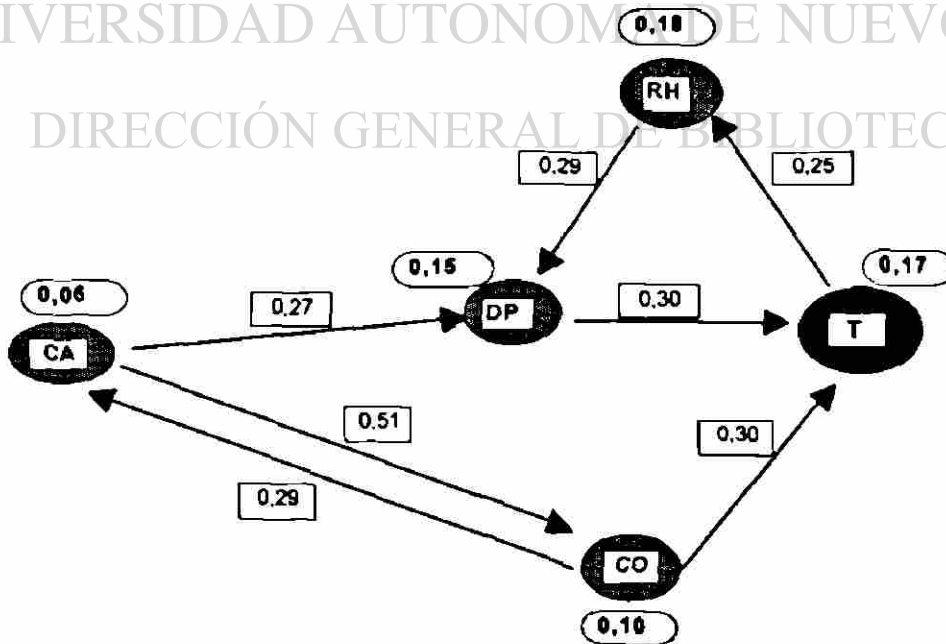 IVERSIDAD AUTONOMA DE NUEVO
0,18
RH
DIRECCIÓN GENERAL DE BIBLIOTEC
0,29
0,25
0,15
0,17
0,06
0,27
DP
0,30
T
CA
0,51
0,30
0,29
CO
0,10